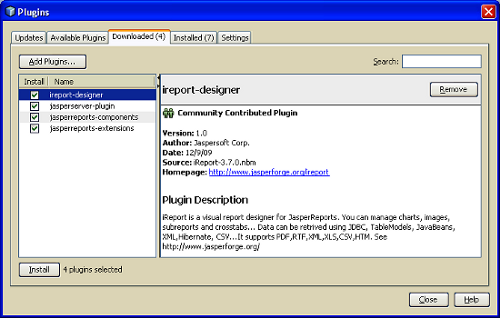 Plugins
Updates Available Plugins Downloaded (4) Installed (7) Settings
Add Plugins... Search:
Install Name
ireport-designer
jasperserver-plugin
jasperreports-components
jasperreports-extensions
ireport-designer Remove
Community Contributed Plugin
Version: 1.0
Author: Jaspersoft Corp.
Date: 12/9/09
Source: iReport-3.7.0.nbm
Homepage: http://www.jasperforge.org/ireport
Plugin Description
iReport is a visual report designer for JasperReports. You can manage charts, images,
subreports and crosstabs... Data can be retrived using JDBC, TableModels, JavaBeans,
XML,Hibernate, CSV...It supports PDF,RTF,XML,XLS,CSV,HTM. See
http://www.jasperforge.org/
Install 4 plugins selected
Close Help